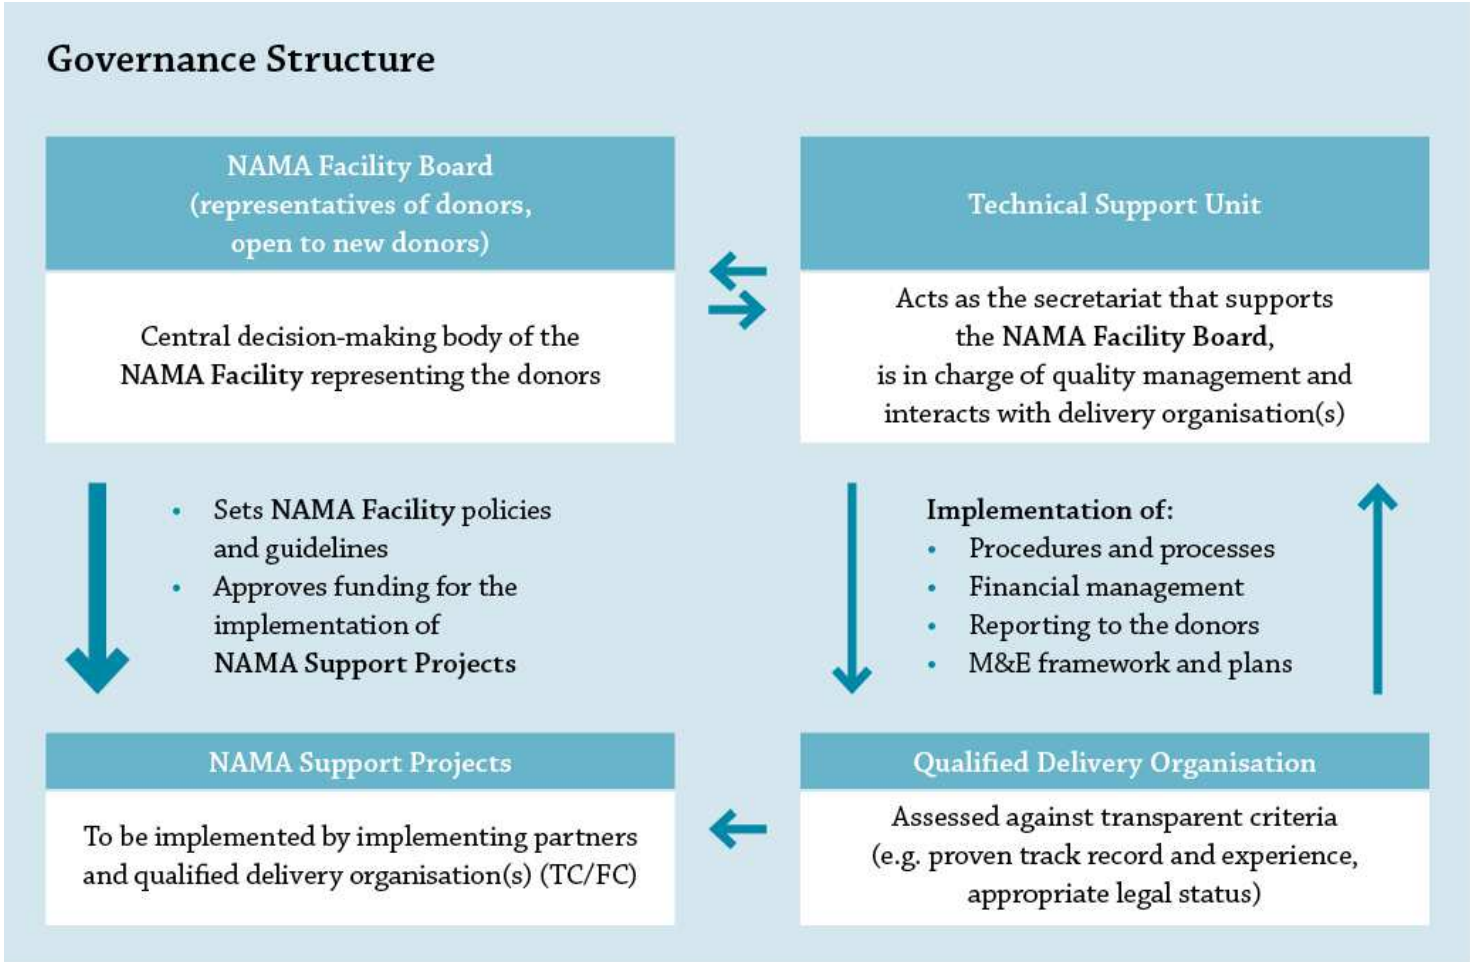 Governance Structure
NAMA Facility Board
(representatives of donors,
open to new donors)
Central decision-making body of the
NAMA Facility representing the donors
Technical Support Unit
Acts as the secretariat that supports
the NAMA Facility Board,
is in charge of quality management and
interacts with delivery organisation(s)
• Sets NAMA Facility policies
and guidelines
• Approves funding for the
implementation of
NAMA Support Projects
Implementation of:
• Procedures and processes
• Financial management
• Reporting to the donors
• M&E framework and plans
NAMA Support Projects
To be implemented by implementing partners
and qualified delivery organisation(s) (TC/FC)
Qualified Delivery Organisation
Assessed against transparent criteria
(e.g. proven track record and experience,
appropriate legal status)